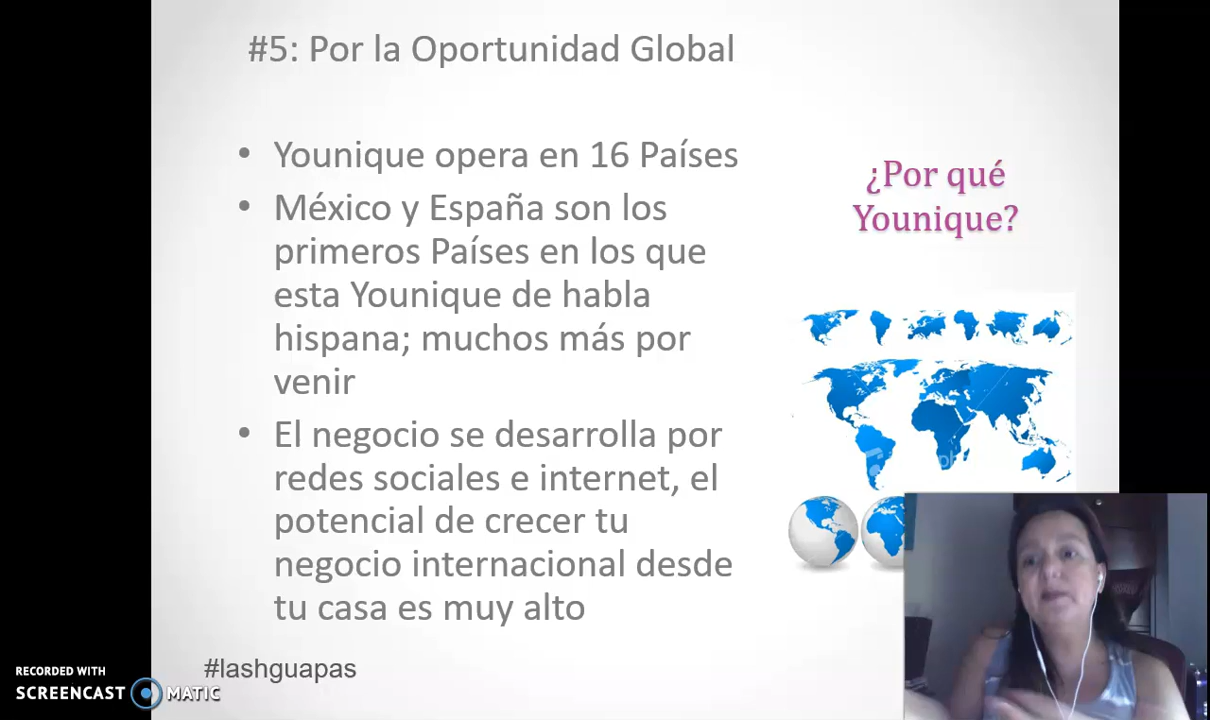 #5: Por la Oportunidad Global
• Younique opera en 16 Países
• México y España son los
primeros Países en los que
esta Younique de habla
hispana; muchos más por
venir
• El negocio se desarrolla por
redes sociales e internet, el
potencial de crecer tu
negocio internacional desde
tu casa es muy alto
¿Por qué
Younique?
#lashguapas
RECORDED WITH
SCREENCAST MATIC